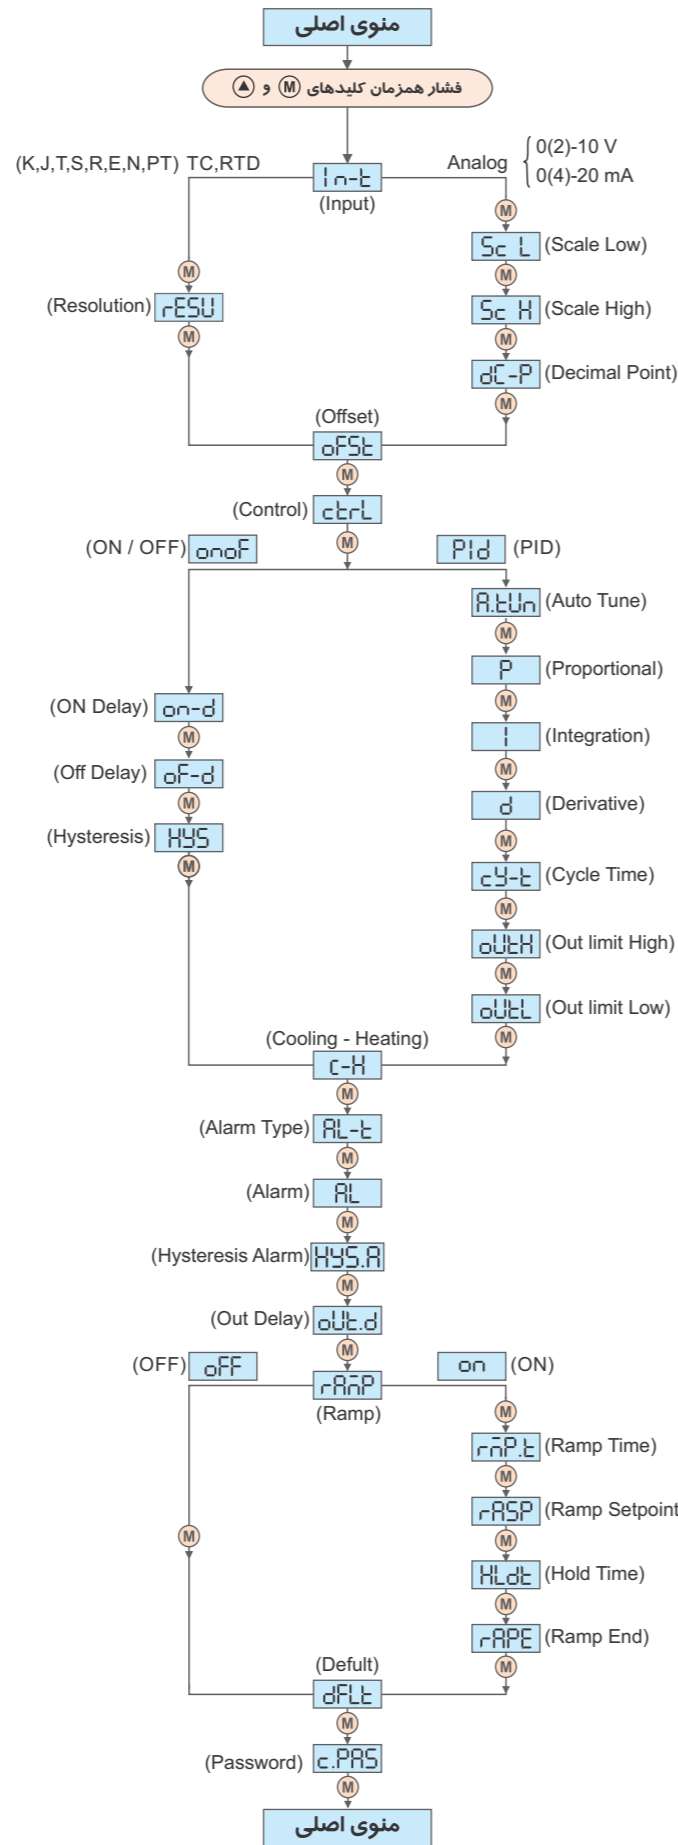 منوی اصلی
فشار همزمان کلیدهای M و ▲
(K,J,T,S,R,E,N,PT) TC,RTD
Analog { 0(2)-10 V
0(4)-20 mA
In-t
(Input)
M
(Resolution) rESU
M
M
Sc L (Scale Low)
M
Sc H (Scale High)
M
dC-P (Decimal Point)
M
(Offset)
oFSt
M
(Control) ctrL
M
(ON / OFF) onoF
PId (PID)
(ON Delay) on-d
M
(Off Delay) oF-d
M
(Hysteresis) HYS
M
A.tUn (Auto Tune)
M
P (Proportional)
M
I (Integration)
M
d (Derivative)
M
cY-t (Cycle Time)
M
oUtH (Out limit High)
M
oUtL (Out limit Low)
M
(Cooling - Heating)
c-H
M
(Alarm Type) AL-t
M
(Alarm) AL
M
(Hysteresis Alarm) HYS.A
M
(Out Delay) oUt.d
M
(OFF) oFF
on (ON)
rAmP
(Ramp)
M
M
rmP.t (Ramp Time)
M
rASP (Ramp Setpoint
M
HLdt (Hold Time)
M
rAPE (Ramp End)
M
(Defult)
dFLt
M
(Password) c.PAS
M
منوی اصلی